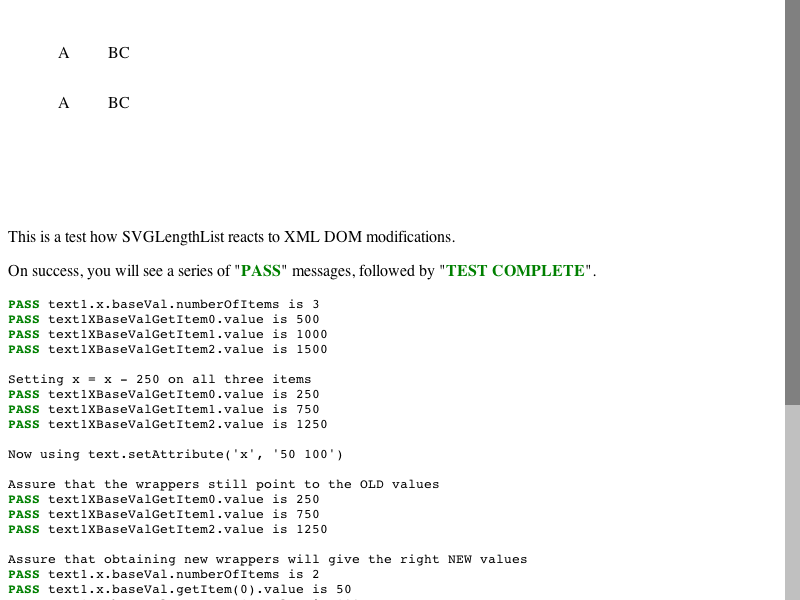 A BC
A BC
This is a test how SVGLengthList reacts to XML DOM modifications.
On success, you will see a series of "PASS" messages, followed by "TEST COMPLETE".
PASS text1.x.baseVal.numberOfItems is 3
PASS text1XBaseValGetItem0.value is 500
PASS text1XBaseValGetItem1.value is 1000
PASS text1XBaseValGetItem2.value is 1500
Setting x = x - 250 on all three items
PASS text1XBaseValGetItem0.value is 250
PASS text1XBaseValGetItem1.value is 750
PASS text1XBaseValGetItem2.value is 1250
Now using text.setAttribute('x', '50 100')
Assure that the wrappers still point to the OLD values
PASS text1XBaseValGetItem0.value is 250
PASS text1XBaseValGetItem1.value is 750
PASS text1XBaseValGetItem2.value is 1250
Assure that obtaining new wrappers will give the right NEW values
PASS text1.x.baseVal.numberOfItems is 2
PASS text1.x.baseVal.getItem(0).value is 50